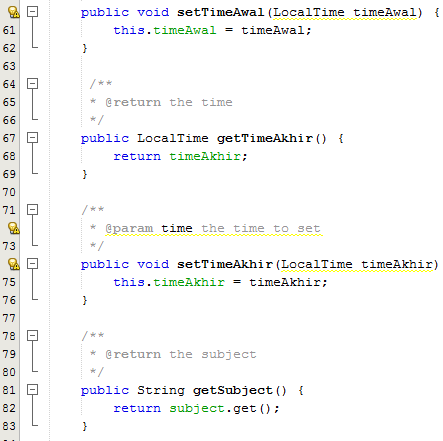 public void setTimeAwal(LocalTime timeAwal) {
61 this.timeAwal = timeAwal;
62 }
63
64 /**
65 * @return the time
66 */
67 public LocalTime getTimeAkhir() {
68 return timeAkhir;
69 }
70
71 /**
* @param time the time to set
73 */
public void setTimeAkhir(LocalTime timeAkhir)
75 this.timeAkhir = timeAkhir;
76 }
77
78 /**
79 * @return the subject
80 */
81 public String getSubject() {
82 return subject.get();
83 }